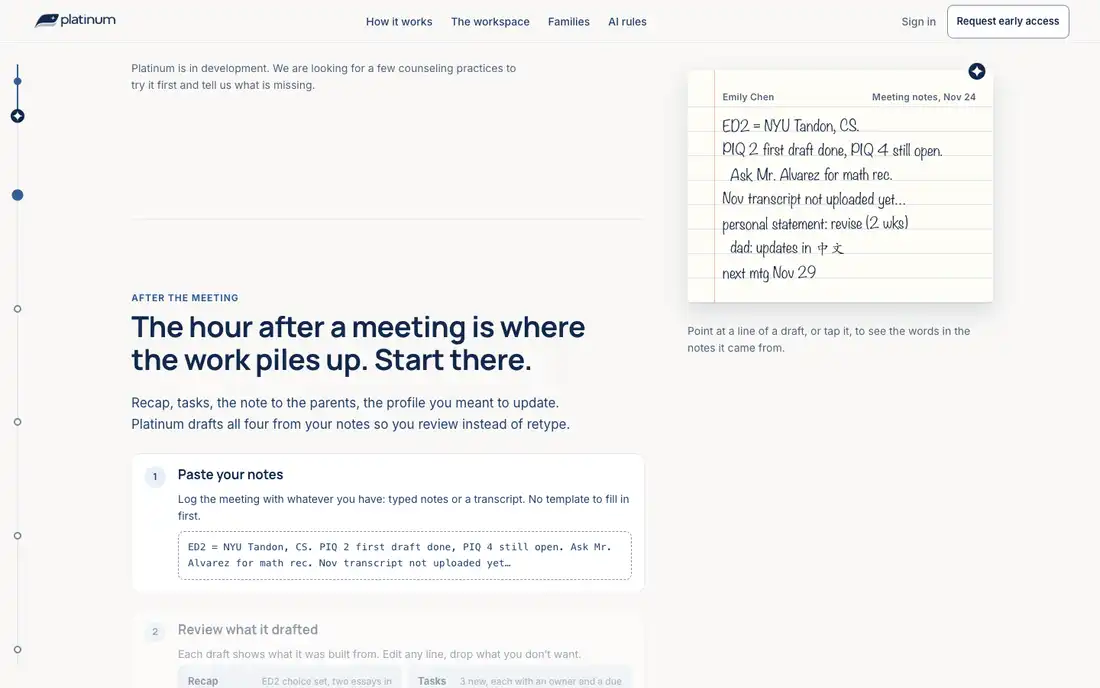 platinum
How it works
The workspace
Families
AI rules
Sign in
Request early access
Platinum is in development. We are looking for a few counseling practices to
try it first and tell us what is missing.
Emily Chen
Meeting notes, Nov 24
ED2 = NYU Tandon, CS.
PIQ 2 first draft done, PIQ 4 still open.
Ask Mr. Alvarez for math rec.
Nov transcript not uploaded yet...
personal statement: revise (2 wks)
dad: updates in 中文
next mtg Nov 29
Point at a line of a draft, or tap it, to see the words in the
notes it came from.
AFTER THE MEETING
The hour after a meeting is where
the work piles up. Start there.
Recap, tasks, the note to the parents, the profile you meant to update.
Platinum drafts all four from your notes so you review instead of retype.
1
Paste your notes
Log the meeting with whatever you have: typed notes or a transcript. No template to fill in
first.
ED2 = NYU Tandon, CS. PIQ 2 first draft done, PIQ 4 still open. Ask Mr.
Alvarez for math rec. Nov transcript not uploaded yet…
2
Review what it drafted
Each draft shows what it was built from. Edit any line, drop what you don't want.
Recap
ED2 choice set, two essays in
Tasks
3 new, each with an owner and a due